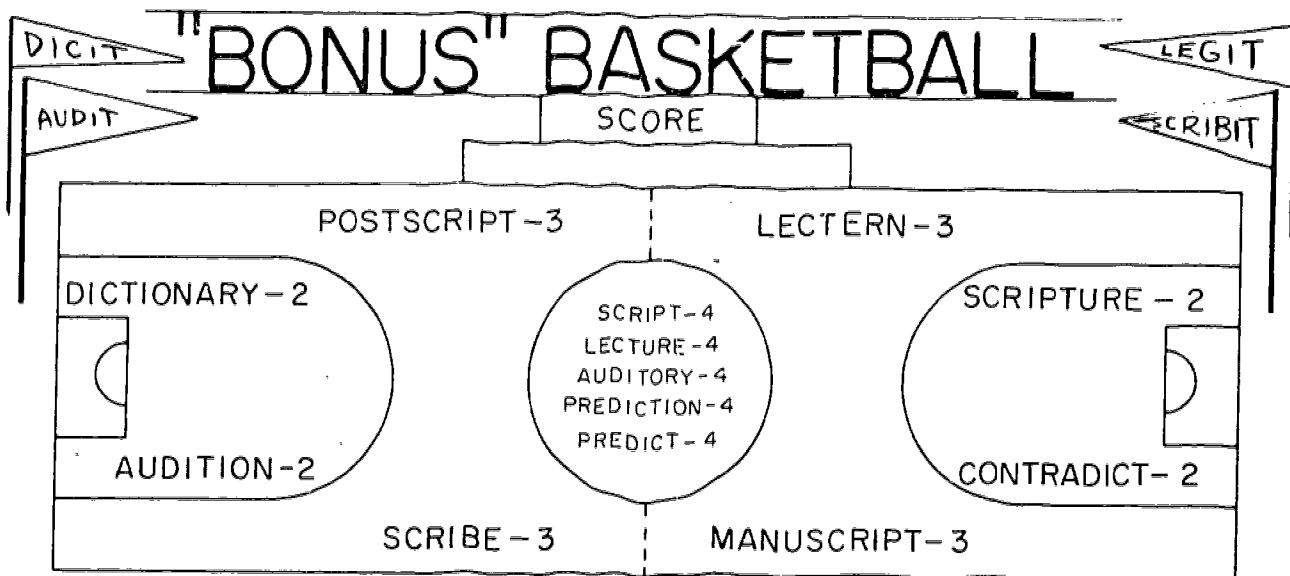 DICIT
"BONUS" BASKETBALL
LEGIT
AUDIT
SCORE
SCRIBIT
POSTSCRIPT-3
LECTERN-3
DICTIONARY-2
SCRIPTURE-2
SCRIPT-4
LECTURE-4
AUDITORY-4
PREDICTION-4
PREDICT-4
AUDITION-2
CONTRADICT-2
SCRIBE-3
MANUSCRIPT-3